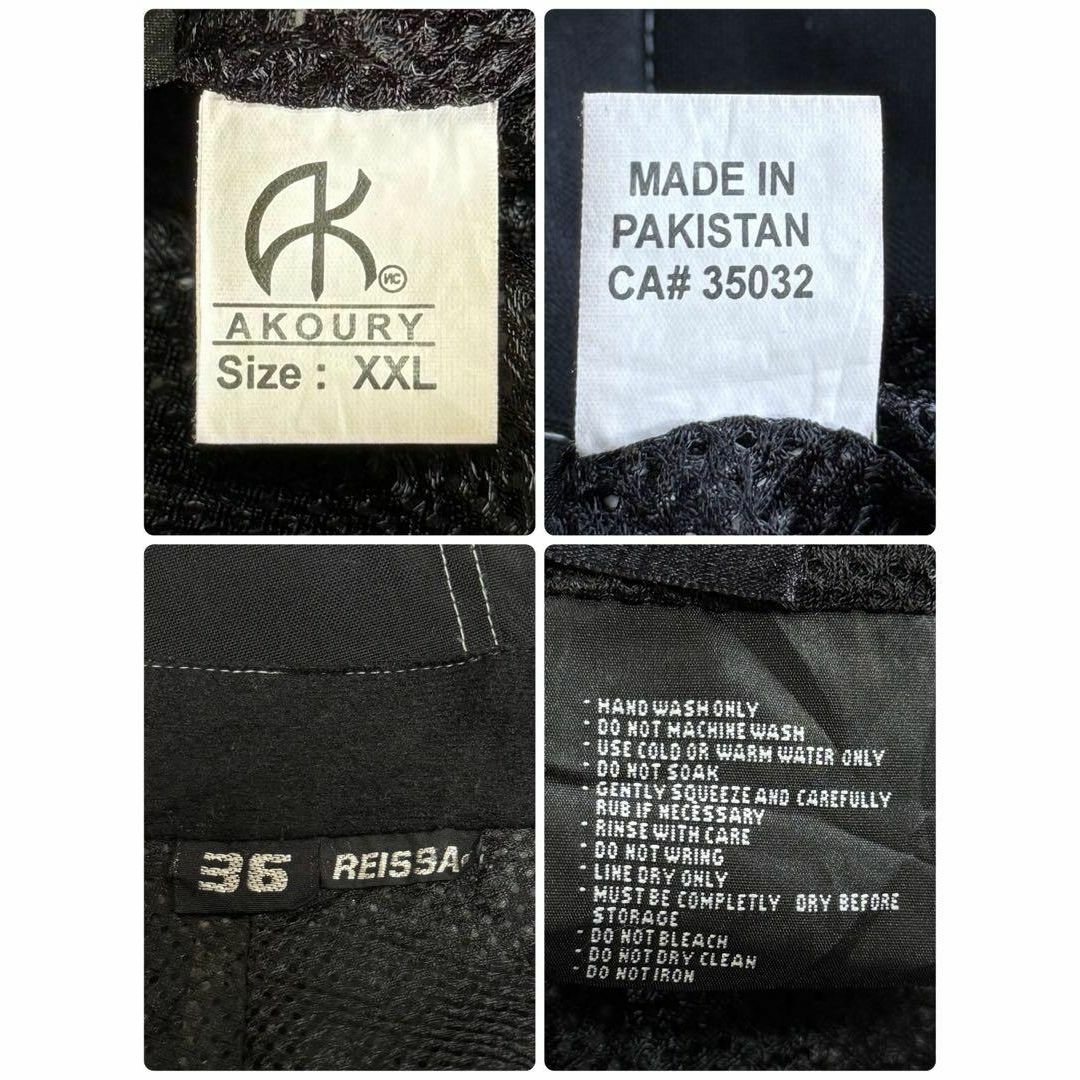 AK
NC
AKOURY
Size : XXL
MADE IN
PAKISTAN
CA# 35032
36
REISSA
- HAND WASH ONLY
- DO NOT MACHINE WASH
- USE COLD OR WARM WATER ONLY
- DO NOT SOAK
- GENTLY SQUEEZE AND CAREFULLY
RUB IF NECESSARY
- RINSE WITH CARE
- DO NOT WRING
- LINE DRY ONLY
- MUST BE COMPLETLY DRY BEFORE
STORAGE
- DO NOT BLEACH
- DO NOT DRY CLEAN
- DO NOT IRON